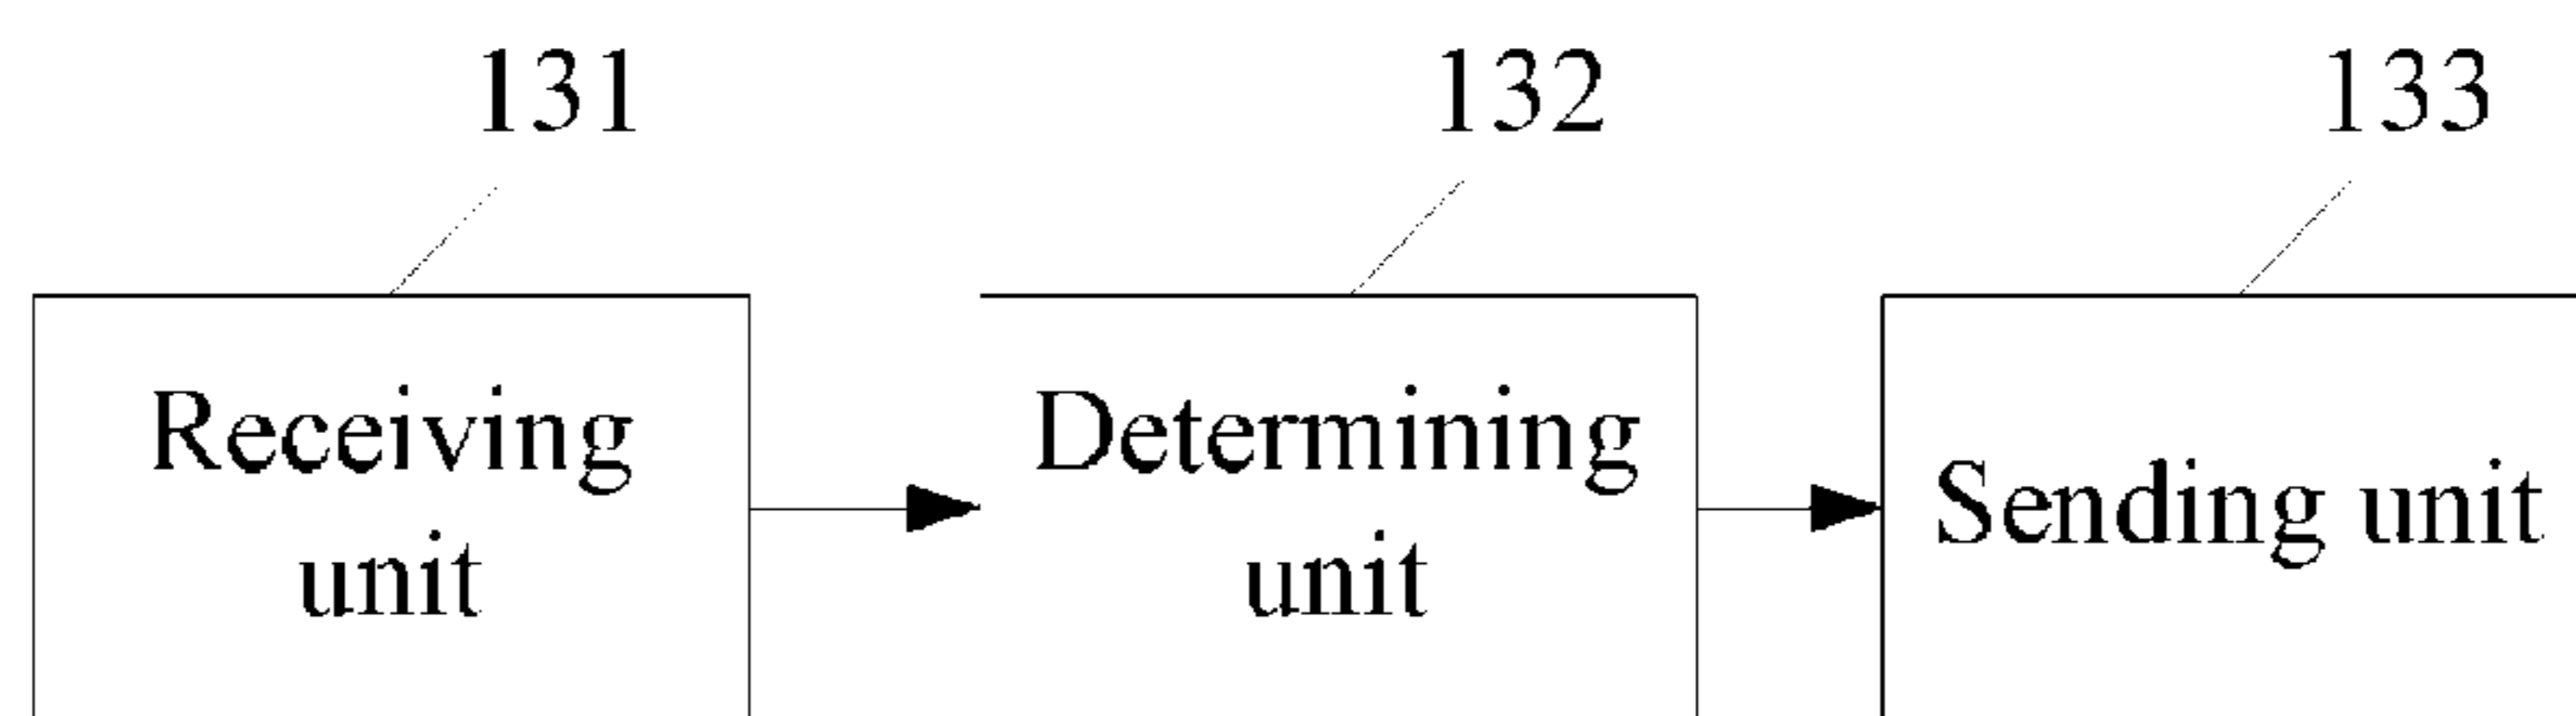 131
132
133
Receiving
unit
Determining
unit
Sending unit